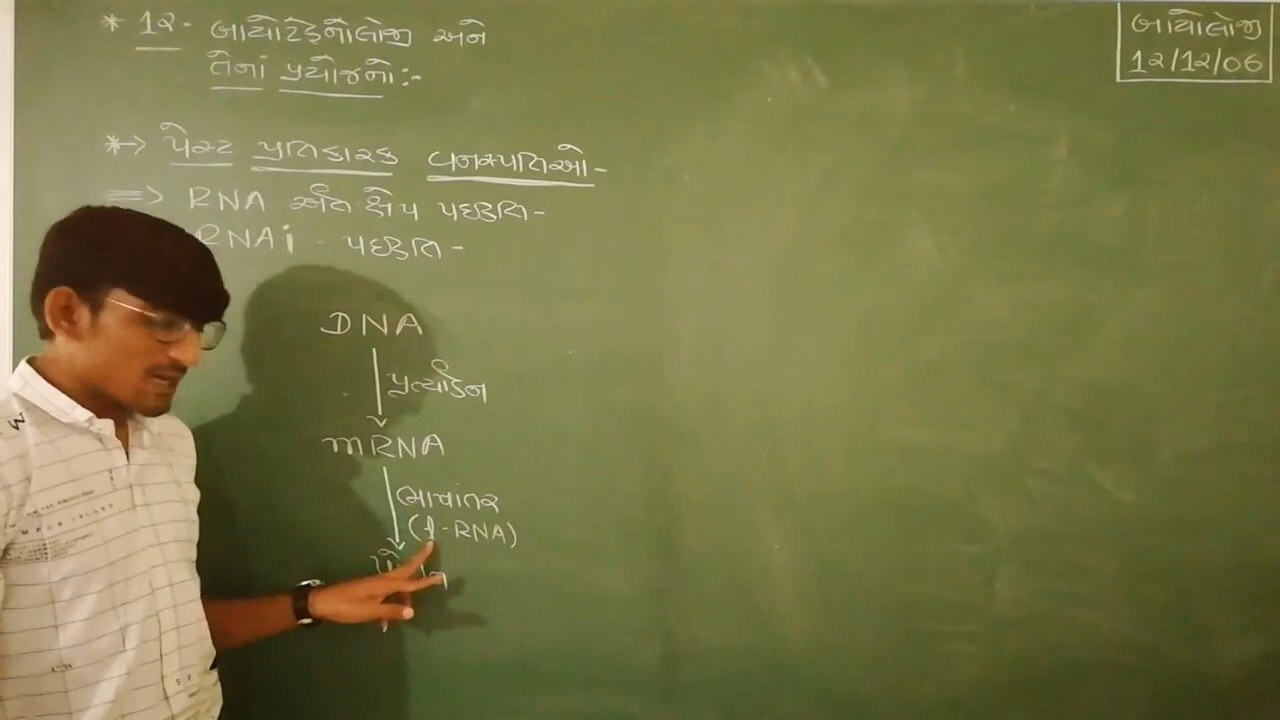 * 12- બાયોટેકનોલોજી અને
તેનાં પ્રયોજનો:-
*-> પેસ્ટ પ્રતિકારક વનસ્પતિઓ-
=> RNA અંતઃક્ષેપ પદ્ધતિ-
RNAi - પદ્ધતિ-
DNA
પ્રત્યાંકન
mRNA
ભાષાંતર
(t-RNA)
બાયોલોજી
12/12/06